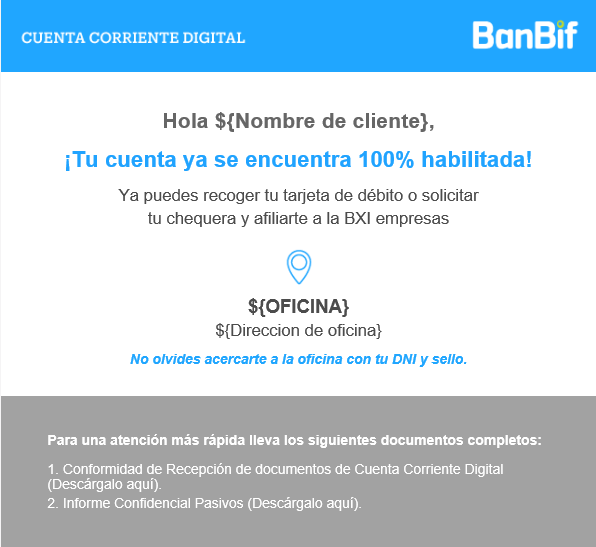 CUENTA CORRIENTE DIGITAL
BanBif
Hola ${Nombre de cliente},
¡Tu cuenta ya se encuentra 100% habilitada!
Ya puedes recoger tu tarjeta de débito o solicitar
tu chequera y afiliarte a la BXI empresas
${OFICINA}
${Direccion de oficina}
No olvides acercarte a la oficina con tu DNI y sello.
Para una atención más rápida lleva los siguientes documentos completos:
1. Conformidad de Recepción de documentos de Cuenta Corriente Digital
(Descárgalo aquí).
2. Informe Confidencial Pasivos (Descárgalo aquí).